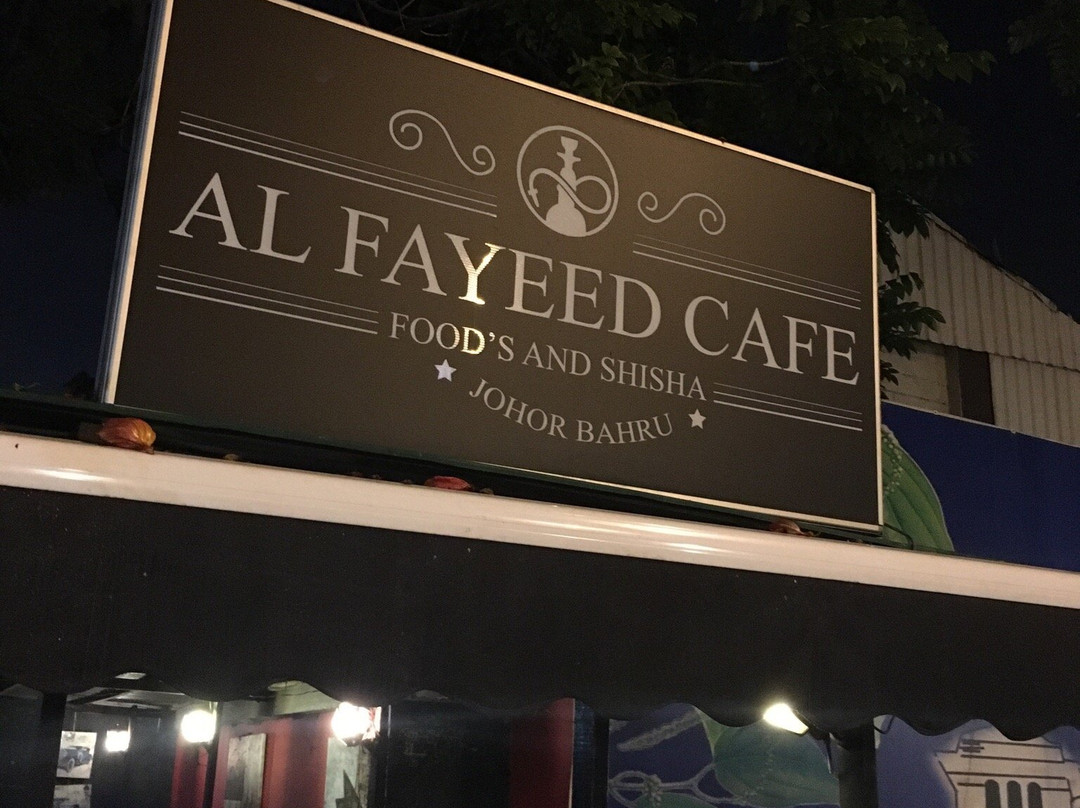 AL FAYEED CAFE
FOOD'S AND SHISHA
JOHOR BAHRU